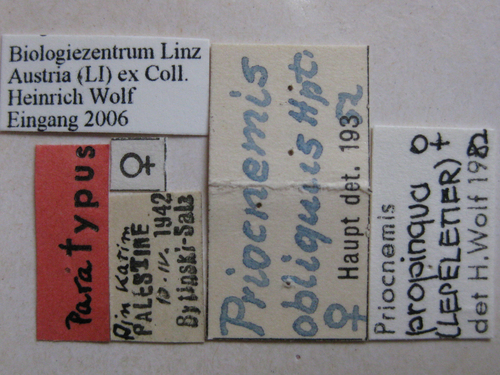 Biologiezentrum Linz
Austria (LI) ex Coll.
Heinrich Wolf
Eingang 2006
Paratypus
♀
Ain Karim
PALESTINE
10.IV.1942
Bytinski-Salz
Priocnemis
obliquus Hpt.
♀ Haupt det. 1952
Priocnemis
propinqua ♀
(LEPELETIER)
det H.Wolf 1982